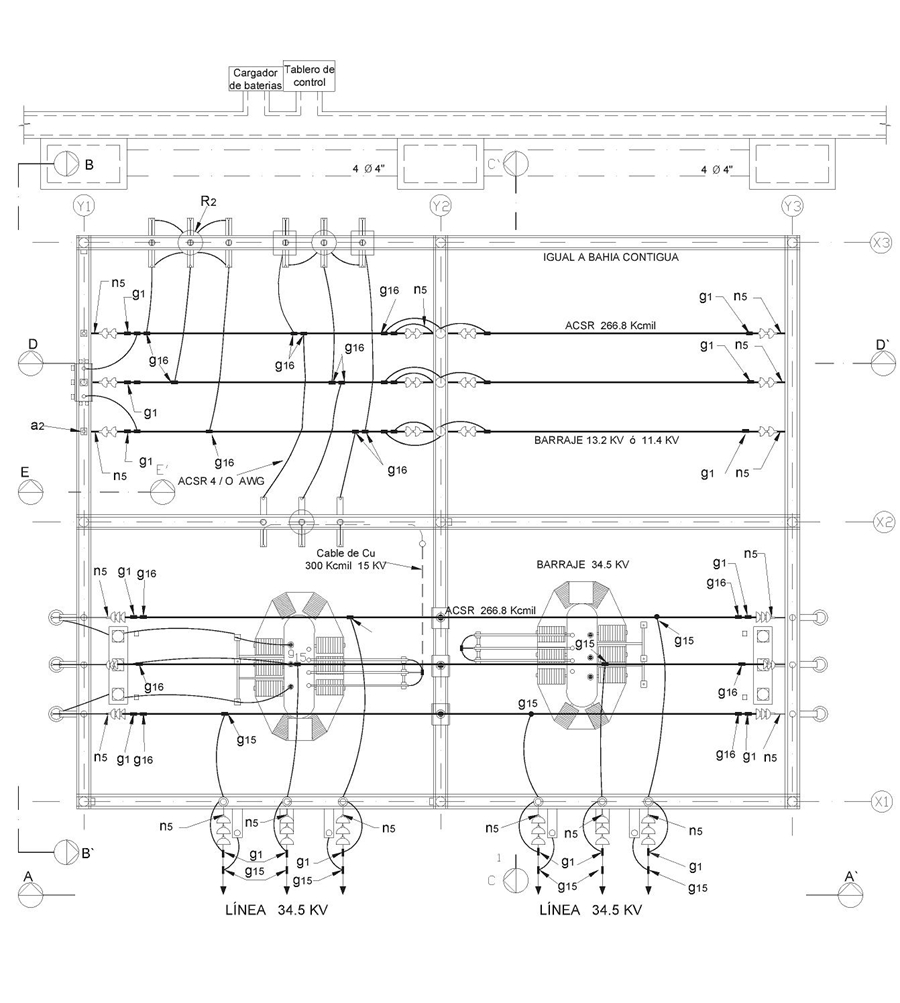 Cargador
de baterias
Tablero de
control
B
4 Ø 4"
C`
4 Ø 4"
Y1
R2
Y2
Y3
X3
IGUAL A BAHIA CONTIGUA
n5
g1
g16
n5
g1
n5
ACSR 266.8 Kcmil
D
g16
g16
g1
n5
D`
g1
a2
BARRAJE 13.2 KV ó 11.4 KV
n5
g1
g16
g16
g1
n5
E
E'
ACSR 4 / O AWG
X2
Cable de Cu
300 Kcmil 15 KV
BARRAJE 34.5 KV
n5
g1
g16
n5
g1
g16
ACSR 266.8 Kcmil
g15
g15
g15
g16
g16
g15
g15
n5
g1
g16
g16
g1
n5
X1
n5
n5
n5
n5
n5
n5
B`
g1
g1
g1
g1
1
g15
g15
g15
g15
A
C
A`
LÍNEA 34.5 KV
LÍNEA 34.5 KV